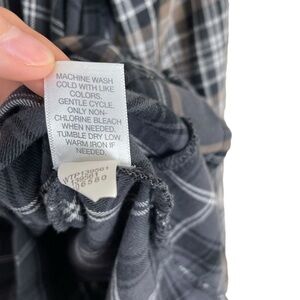 MACHINE WASH
COLD WITH LIKE
COLORS.
GENTLE CYCLE.
ONLY NON-
CHLORINE BLEACH
WHEN NEEDED.
TUMBLE DRY LOW.
WARM IRON IF
NEEDED.